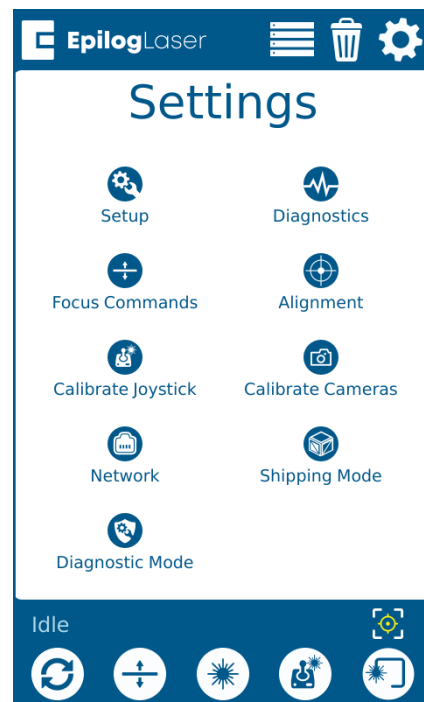 EpilogLaser
Settings
Setup
Diagnostics
Focus Commands
Alignment
Calibrate Joystick
Calibrate Cameras
Network
Shipping Mode
Diagnostic Mode
Idle